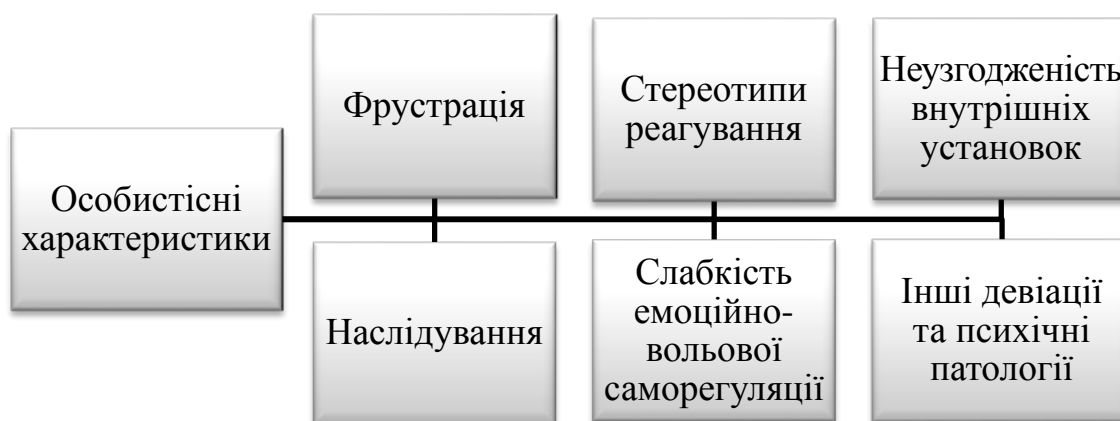 Особистісні
характеристики
Фрустрація
Стереотипи
реагування
Неузгодженість
внутрішніх
установок
Наслідування
Слабкість
емоційно-
вольової
саморегуляції
Інші девіації
та психічні
патології